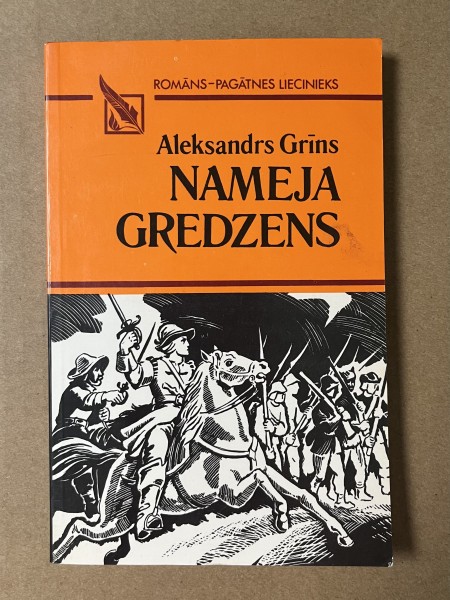 ROMĀNS–PAGĀTNES LIECINIEKS
Aleksandrs Grīns
NAMEJA
GREDZENS